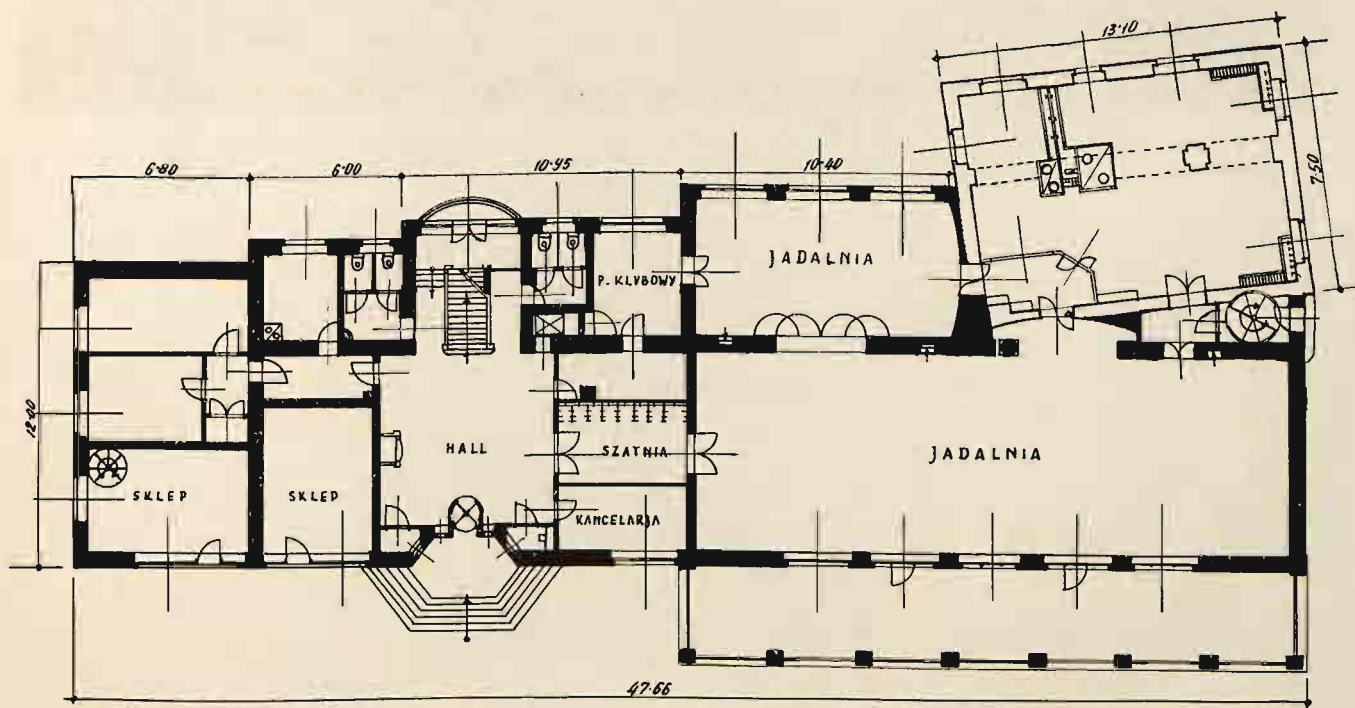 13·10
7.50
6·80
6·00
10·95
10·40
JADALNIA
P. KLVBOWY
12·00
HALL
SZATNIA
JADALNIA
SKLEP
SKLEP
KANCELARJA
47·66